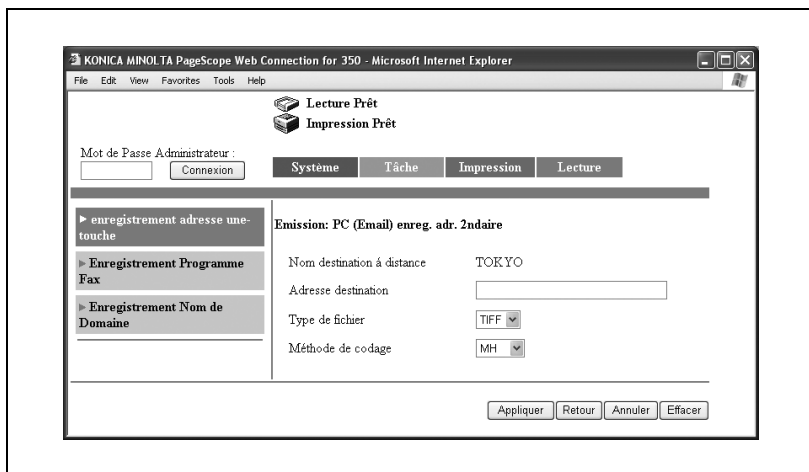 KONICA MINOLTA PageScope Web Connection for 350 - Microsoft Internet Explorer
File Edit View Favorites Tools Help
Lecture Prêt
Impression Prêt
Mot de Passe Administrateur :
Connexion
Système Tâche Impression Lecture
enregistrement adresse une-
touche
Enregistrement Programme
Fax
Enregistrement Nom de
Domaine
Emission: PC (Email) enreg. adr. 2ndaire
Nom destination á distance TOKYO
Adresse destination
Type de fichier TIFF
Méthode de codage MH
Appliquer Retour Annuler Effacer